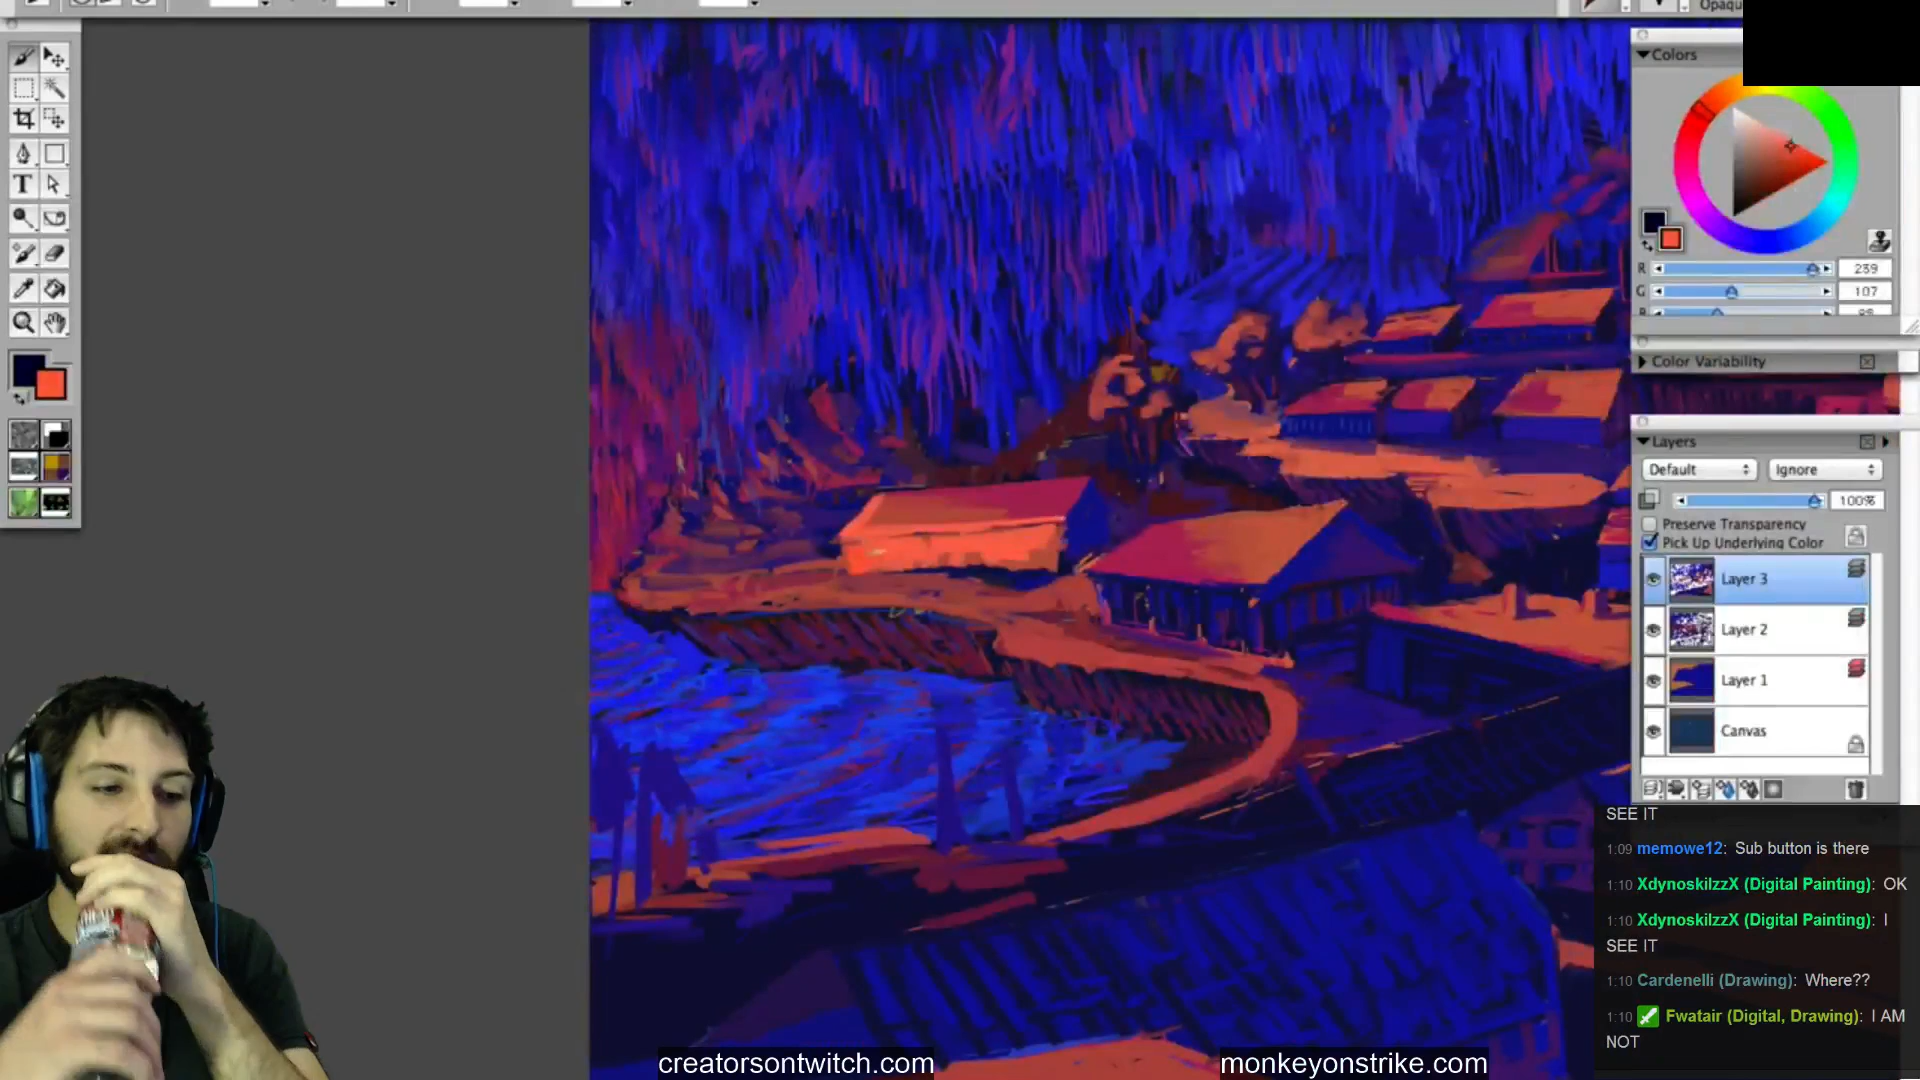 Opaqu
Colors
R 239
G 107
Color Variability
Layers
Default Ignore
100%
Preserve Transparency
Pick Up Underlying Color
Layer 3
Layer 2
Layer 1
Canvas
T
SEE IT
1:09 memowe12: Sub button is there
1:10 XdynoskilzzX (Digital Painting): OK
1:10 XdynoskilzzX (Digital Painting): I
SEE IT
1:10 Cardenelli (Drawing): Where??
1:10 Fwatair (Digital, Drawing): I AM
NOT
creatorsontwitch.com
monkeyonstrike.com